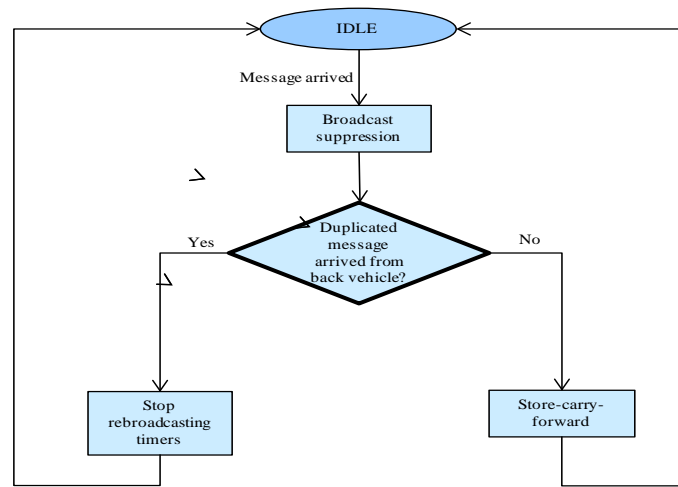 IDLE
Message arrived
Broadcast
suppression
Duplicated
message
arrived from
back vehicle?
Yes
No
Stop
rebroadcasting
timers
Store-carry-
forward